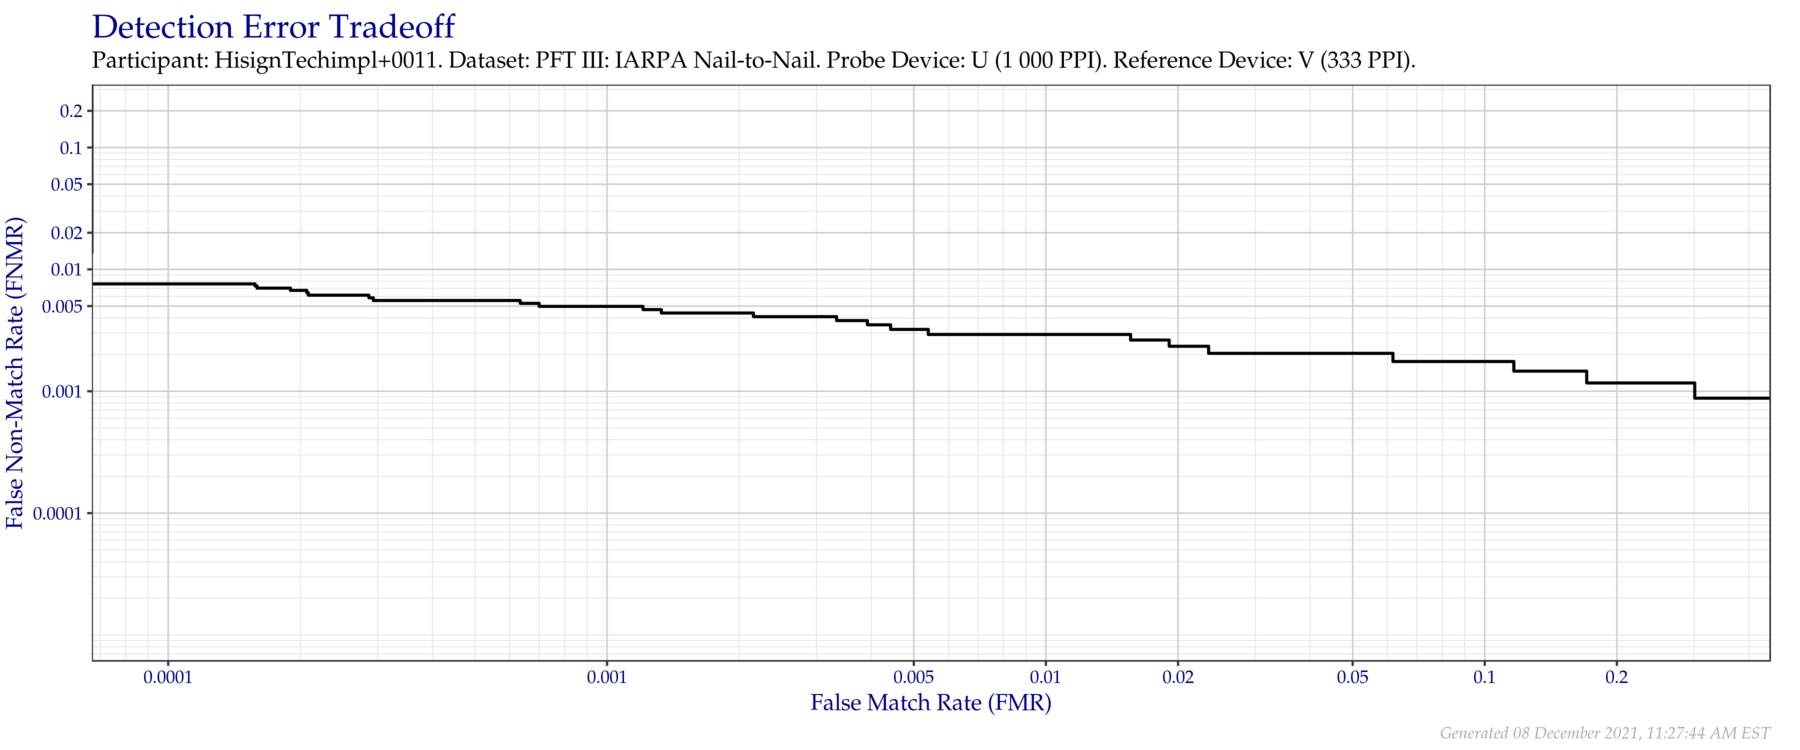 Detection Error Tradeoff
Participant: HisignTechimpl+0011. Dataset: PFT III: IARPA Nail-to-Nail. Probe Device: U (1 000 PPI). Reference Device: V (333 PPI).
False Non-Match Rate (FNMR)
0.2
0.1
0.05
0.02
0.01
0.005
0.001
0.0001
0.0001 0.001 0.005 0.01 0.02 0.05 0.1 0.2
False Match Rate (FMR)
Generated 08 December 2021, 11:27:44 AM EST